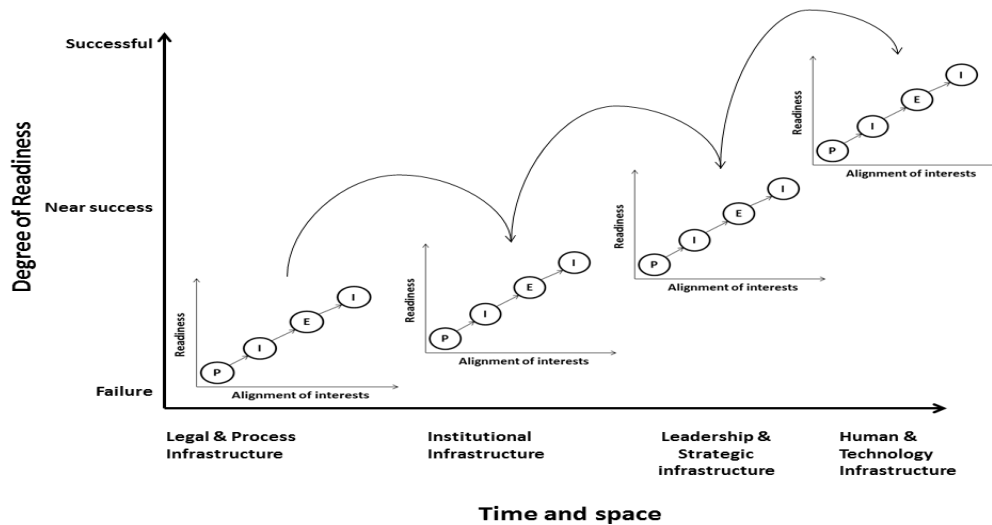 Successful
Near success
Failure
Degree of Readiness
Readiness
P
I
E
I
Alignment of interests
Readiness
P
I
E
I
Alignment of interests
Readiness
P
I
E
I
Alignment of interests
Readiness
P
I
E
I
Alignment of interests
Legal & Process
Infrastructure
Institutional
Infrastructure
Leadership &
Strategic
infrastructure
Human &
Technology
Infrastructure
Time and space